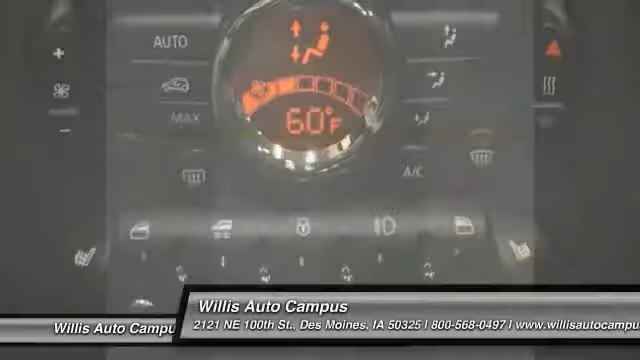 AUTO
MAX
60°F
A/C
Willis Auto Campus
2121 NE 100th St., Des Moines, IA 50325 | 800-568-0497 | www.willisautocampus
Willis Auto Campu